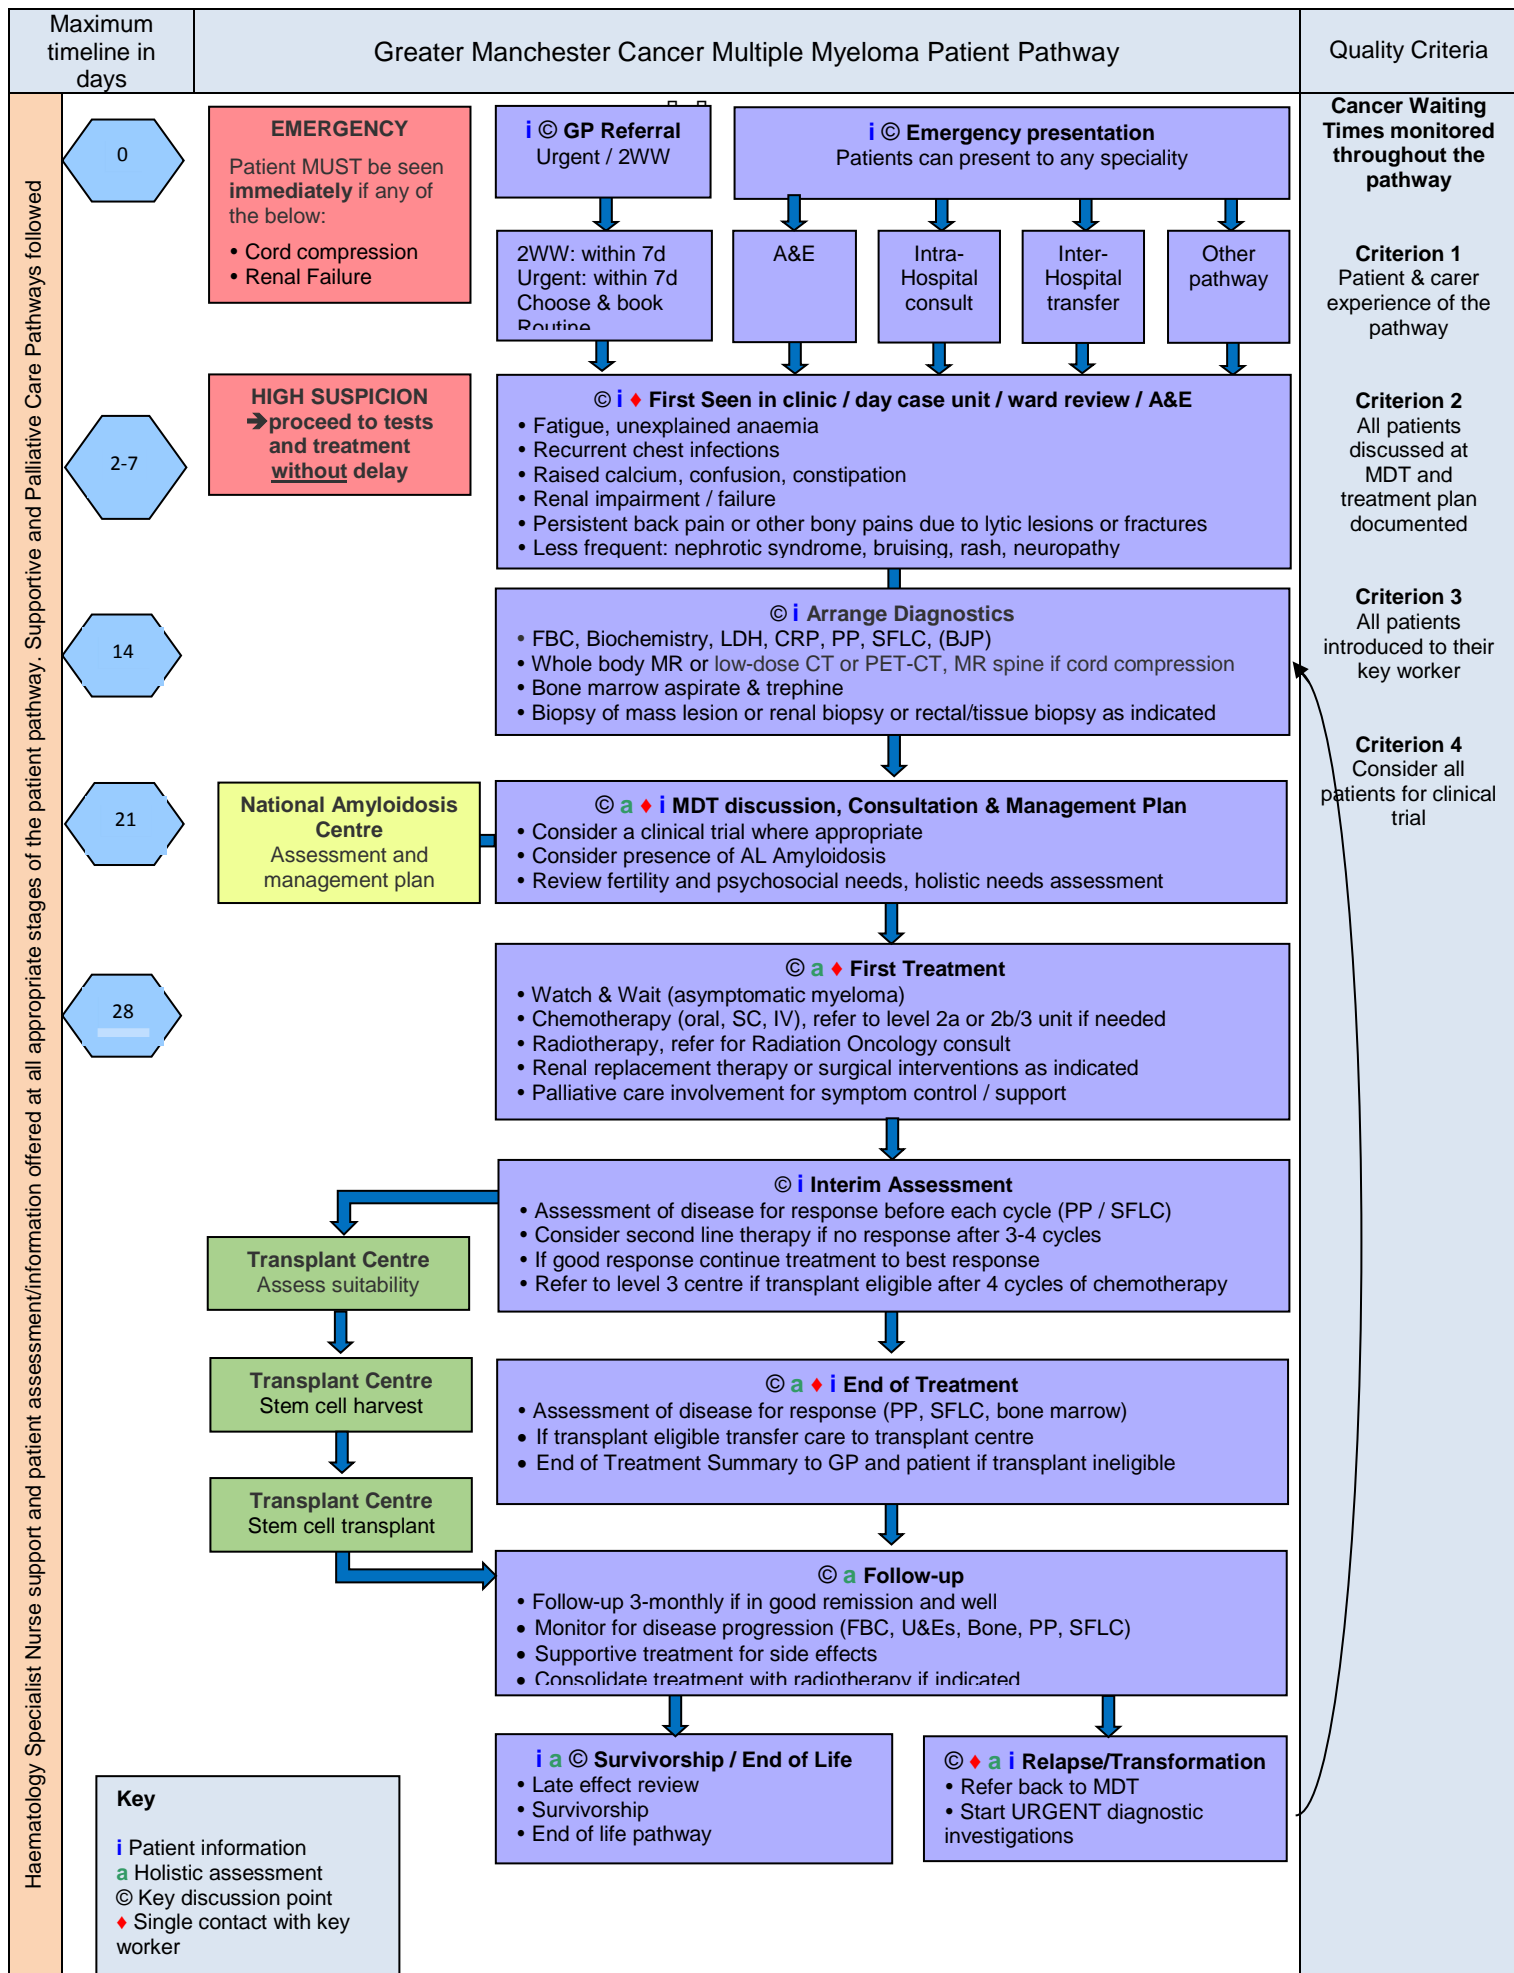 Maximum
timeline in
days
Greater Manchester Cancer Multiple Myeloma Patient Pathway
Quality Criteria
Haematology Specialist Nurse support and patient assessment/information offered at all appropriate stages of the patient pathway. Supportive and Palliative Care Pathways followed
0
EMERGENCY
Patient MUST be seen
immediately if any of
the below:
• Cord compression
• Renal Failure
i © GP Referral
Urgent / 2WW
i © Emergency presentation
Patients can present to any speciality
2WW: within 7d
Urgent: within 7d
Choose & book
Routine
A&E
Intra-
Hospital
consult
Inter-
Hospital
transfer
Other
pathway
2-7
HIGH SUSPICION
➔proceed to tests
and treatment
without delay
© i ♦ First Seen in clinic / day case unit / ward review / A&E
• Fatigue, unexplained anaemia
• Recurrent chest infections
• Raised calcium, confusion, constipation
• Renal impairment / failure
• Persistent back pain or other bony pains due to lytic lesions or fractures
• Less frequent: nephrotic syndrome, bruising, rash, neuropathy
14
© i Arrange Diagnostics
• FBC, Biochemistry, LDH, CRP, PP, SFLC, (BJP)
• Whole body MR or low-dose CT or PET-CT, MR spine if cord compression
• Bone marrow aspirate & trephine
• Biopsy of mass lesion or renal biopsy or rectal/tissue biopsy as indicated
21
National Amyloidosis
Centre
Assessment and
management plan
© a ♦ i MDT discussion, Consultation & Management Plan
• Consider a clinical trial where appropriate
• Consider presence of AL Amyloidosis
• Review fertility and psychosocial needs, holistic needs assessment
28
© a ♦ First Treatment
• Watch & Wait (asymptomatic myeloma)
• Chemotherapy (oral, SC, IV), refer to level 2a or 2b/3 unit if needed
• Radiotherapy, refer for Radiation Oncology consult
• Renal replacement therapy or surgical interventions as indicated
• Palliative care involvement for symptom control / support
© i Interim Assessment
• Assessment of disease for response before each cycle (PP / SFLC)
• Consider second line therapy if no response after 3-4 cycles
• If good response continue treatment to best response
• Refer to level 3 centre if transplant eligible after 4 cycles of chemotherapy
Transplant Centre
Assess suitability
Transplant Centre
Stem cell harvest
Transplant Centre
Stem cell transplant
© a ♦ i End of Treatment
• Assessment of disease for response (PP, SFLC, bone marrow)
• If transplant eligible transfer care to transplant centre
• End of Treatment Summary to GP and patient if transplant ineligible
© a Follow-up
• Follow-up 3-monthly if in good remission and well
• Monitor for disease progression (FBC, U&Es, Bone, PP, SFLC)
• Supportive treatment for side effects
• Consolidate treatment with radiotherapy if indicated
i a © Survivorship / End of Life
• Late effect review
• Survivorship
• End of life pathway
© ♦ a i Relapse/Transformation
• Refer back to MDT
• Start URGENT diagnostic
investigations
Key
i Patient information
a Holistic assessment
© Key discussion point
♦ Single contact with key
worker
Cancer Waiting
Times monitored
throughout the
pathway
Criterion 1
Patient & carer
experience of the
pathway
Criterion 2
All patients
discussed at
MDT and
treatment plan
documented
Criterion 3
All patients
introduced to their
key worker
Criterion 4
Consider all
patients for clinical
trial